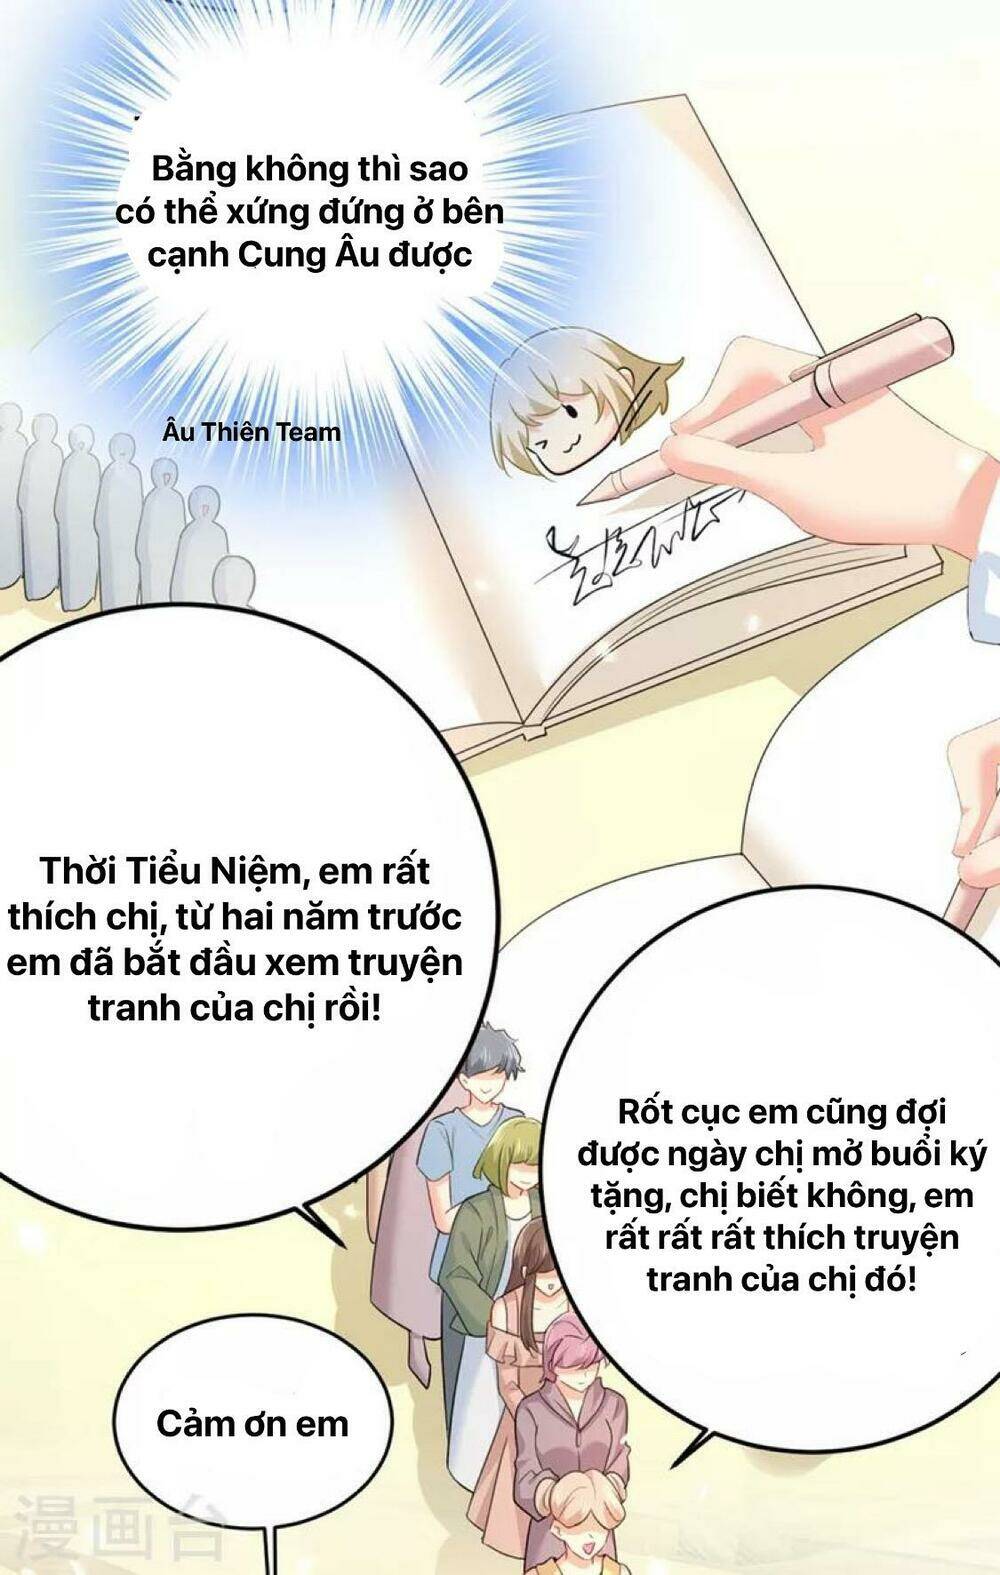 Bằng không thì sao
có thể xứng đứng ở bên
cạnh Cung Âu được
Âu Thiên Team
Thời Tiểu Niệm, em rất
thích chị, từ hai năm trước
em đã bắt đầu xem truyện
tranh của chị rồi!
Rốt cục em cũng đợi
được ngày chị mở buổi ký
tặng, chị biết không, em
rất rất rất thích truyện
tranh của chị đó!
Cảm ơn em
漫画台